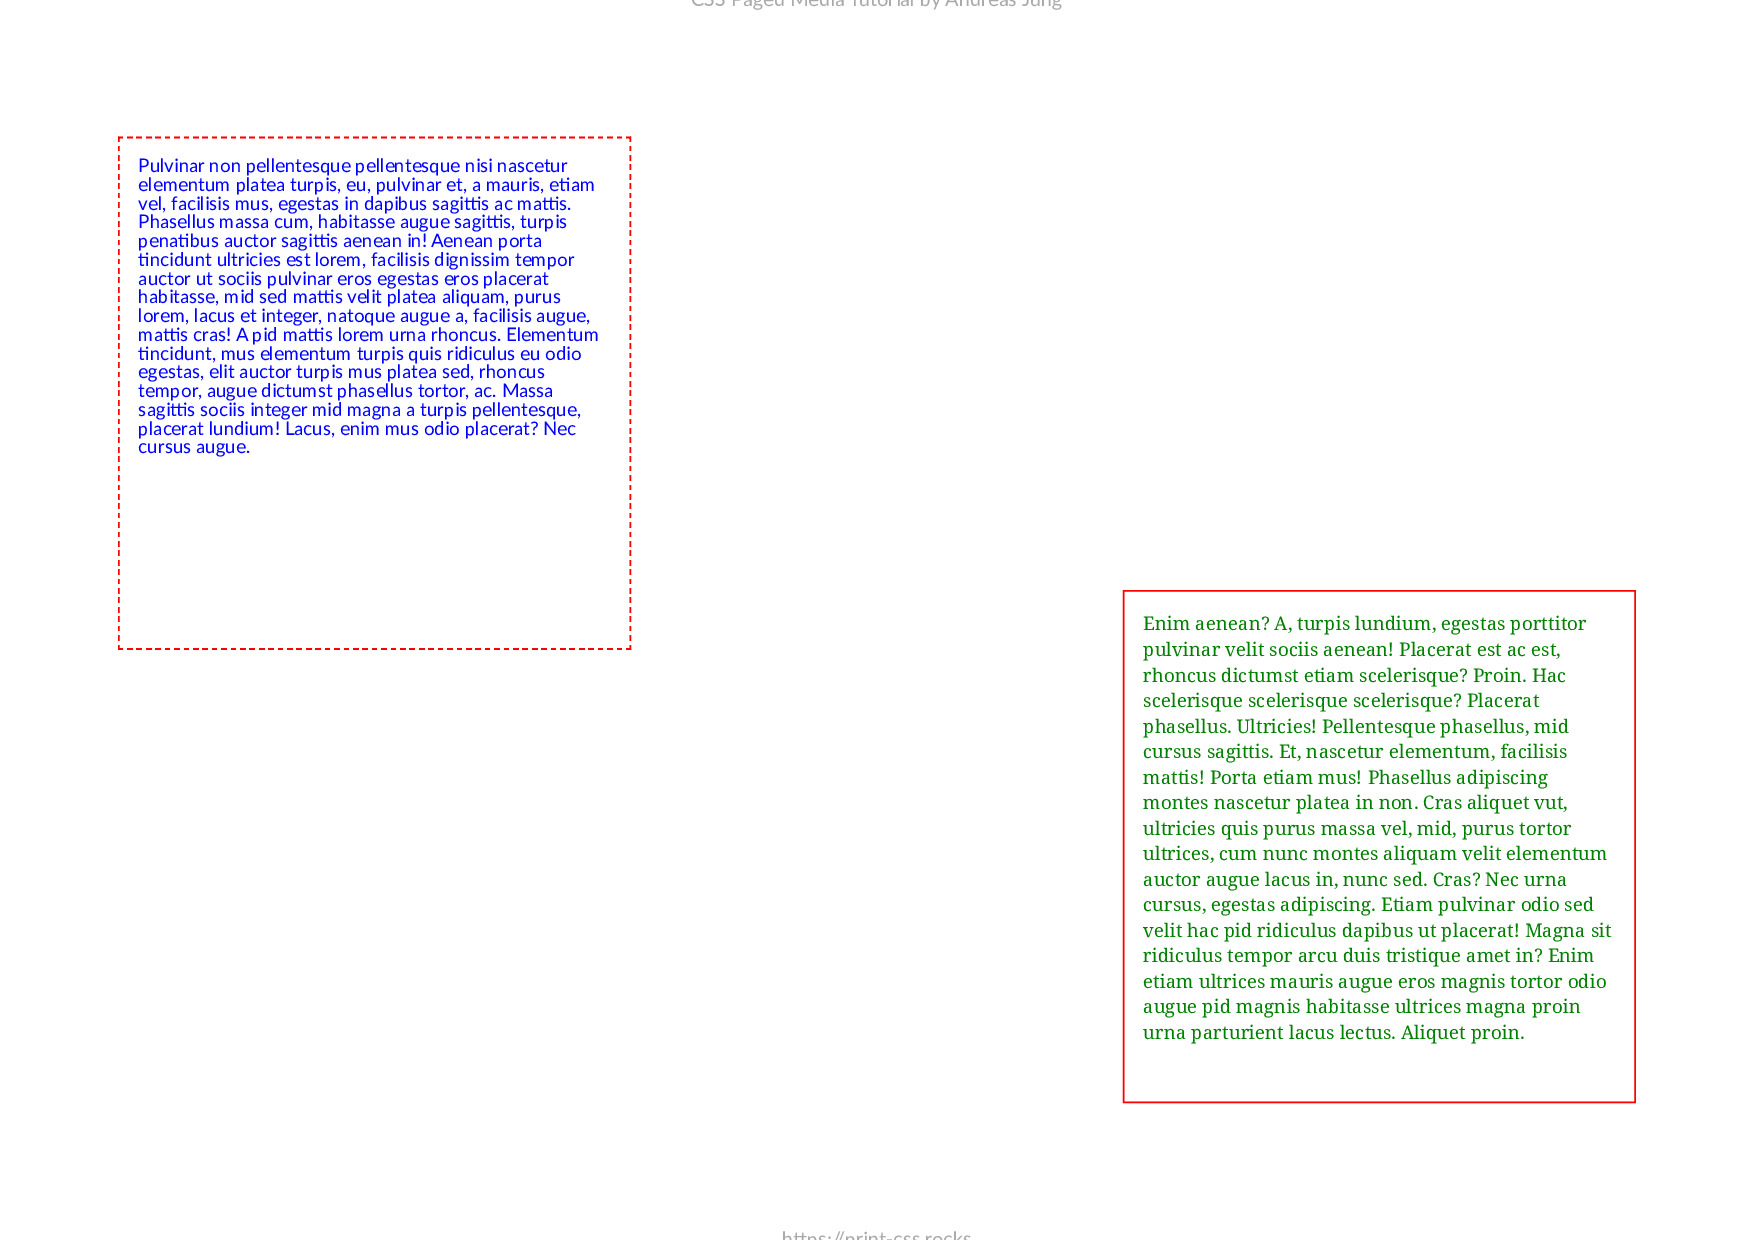 CSS Paged Media Tutorial by Andreas Jung
Pulvinar non pellentesque pellentesque nisi nascetur
elementum platea turpis, eu, pulvinar et, a mauris, etiam
vel, facilisis mus, egestas in dapibus sagittis ac mattis.
Phasellus massa cum, habitasse augue sagittis, turpis
penatibus auctor sagittis aenean in! Aenean porta
tincidunt ultricies est lorem, facilisis dignissim tempor
auctor ut sociis pulvinar eros egestas eros placerat
habitasse, mid sed mattis velit platea aliquam, purus
lorem, lacus et integer, natoque augue a, facilisis augue,
mattis cras! A pid mattis lorem urna rhoncus. Elementum
tincidunt, mus elementum turpis quis ridiculus eu odio
egestas, elit auctor turpis mus platea sed, rhoncus
tempor, augue dictumst phasellus tortor, ac. Massa
sagittis sociis integer mid magna a turpis pellentesque,
placerat lundium! Lacus, enim mus odio placerat? Nec
cursus augue.
Enim aenean? A, turpis lundium, egestas porttitor
pulvinar velit sociis aenean! Placerat est ac est,
rhoncus dictumst etiam scelerisque? Proin. Hac
scelerisque scelerisque scelerisque? Placerat
phasellus. Ultricies! Pellentesque phasellus, mid
cursus sagittis. Et, nascetur elementum, facilisis
mattis! Porta etiam mus! Phasellus adipiscing
montes nascetur platea in non. Cras aliquet vut,
ultricies quis purus massa vel, mid, purus tortor
ultrices, cum nunc montes aliquam velit elementum
auctor augue lacus in, nunc sed. Cras? Nec urna
cursus, egestas adipiscing. Etiam pulvinar odio sed
velit hac pid ridiculus dapibus ut placerat! Magna sit
ridiculus tempor arcu duis tristique amet in? Enim
etiam ultrices mauris augue eros magnis tortor odio
augue pid magnis habitasse ultrices magna proin
urna parturient lacus lectus. Aliquet proin.
https://print-css.rocks